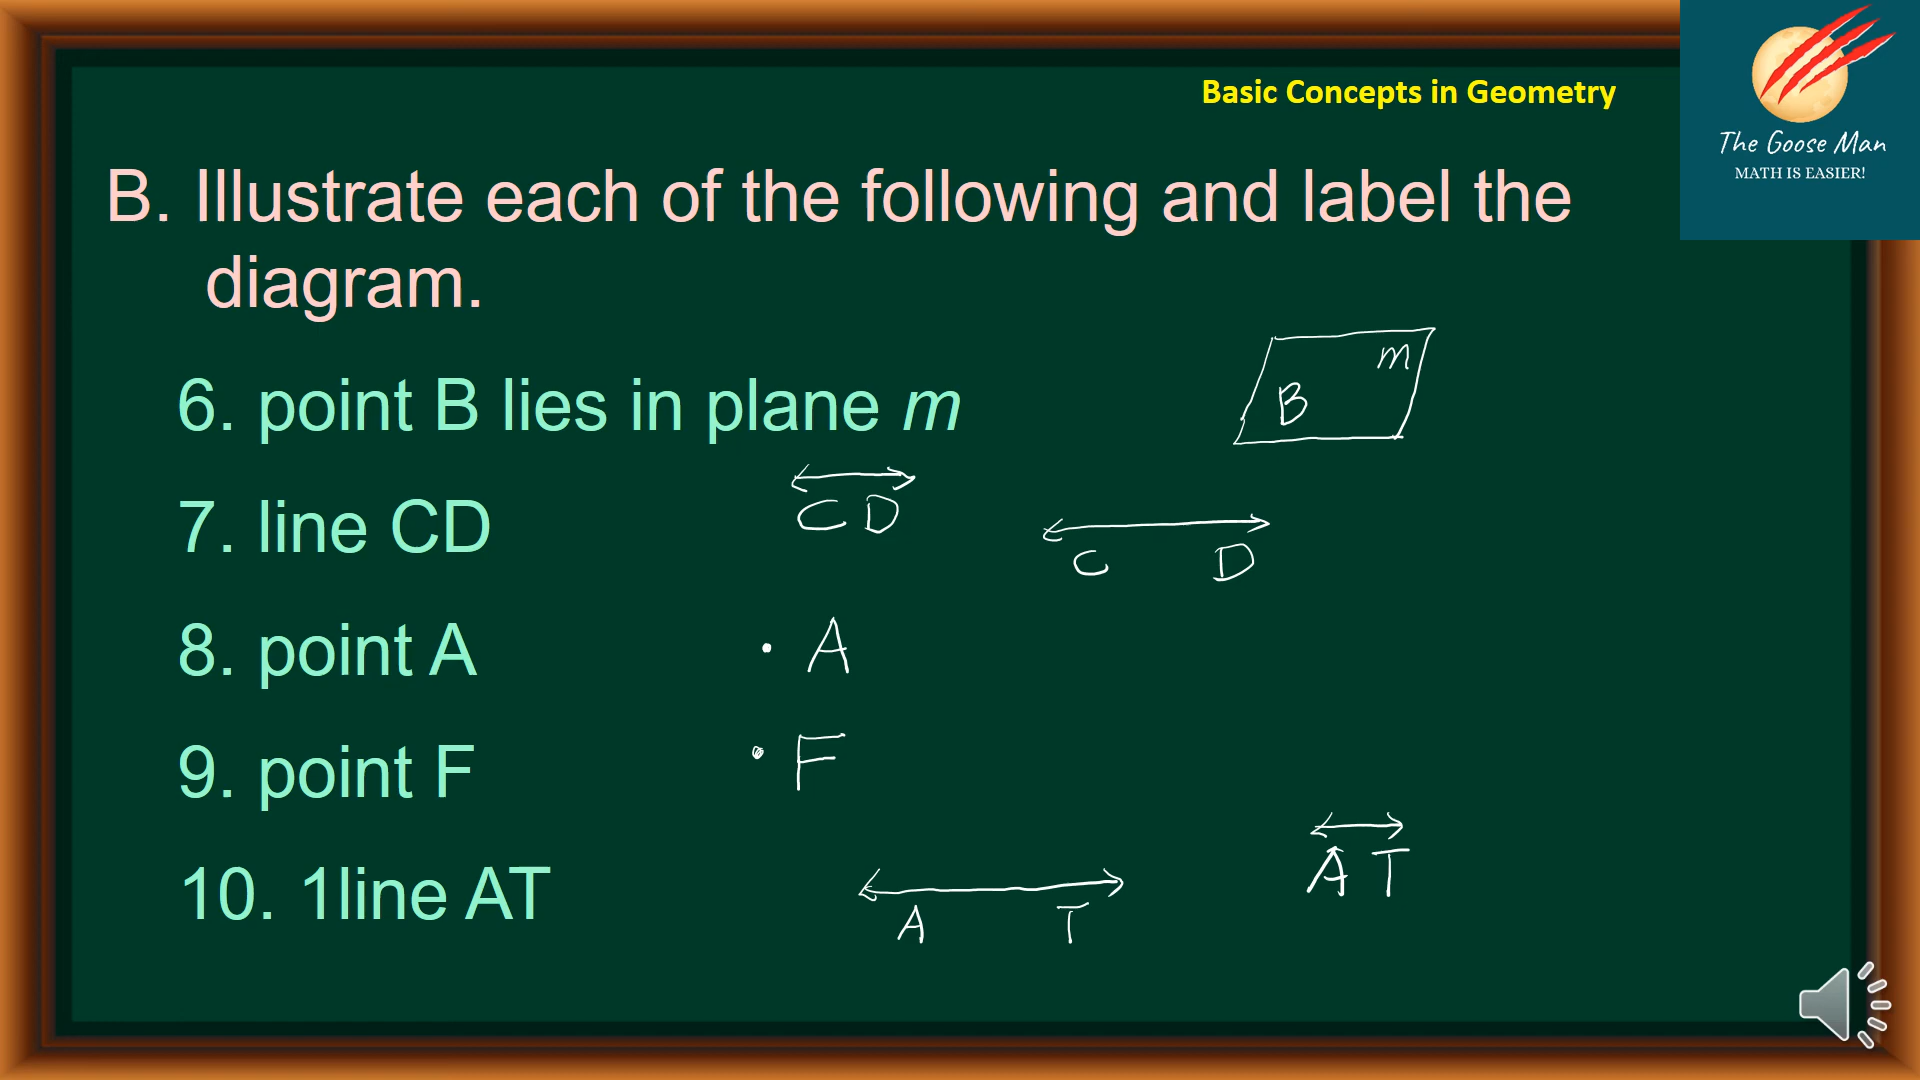 Basic Concepts in Geometry
The Goose Man
MATH IS EASIER!
B. Illustrate each of the following and label the
diagram.
m
6. point B lies in plane m
B
7. line CD
CD
C D
8. point A
A
9. point F
F
10. 1line AT
A T
AT